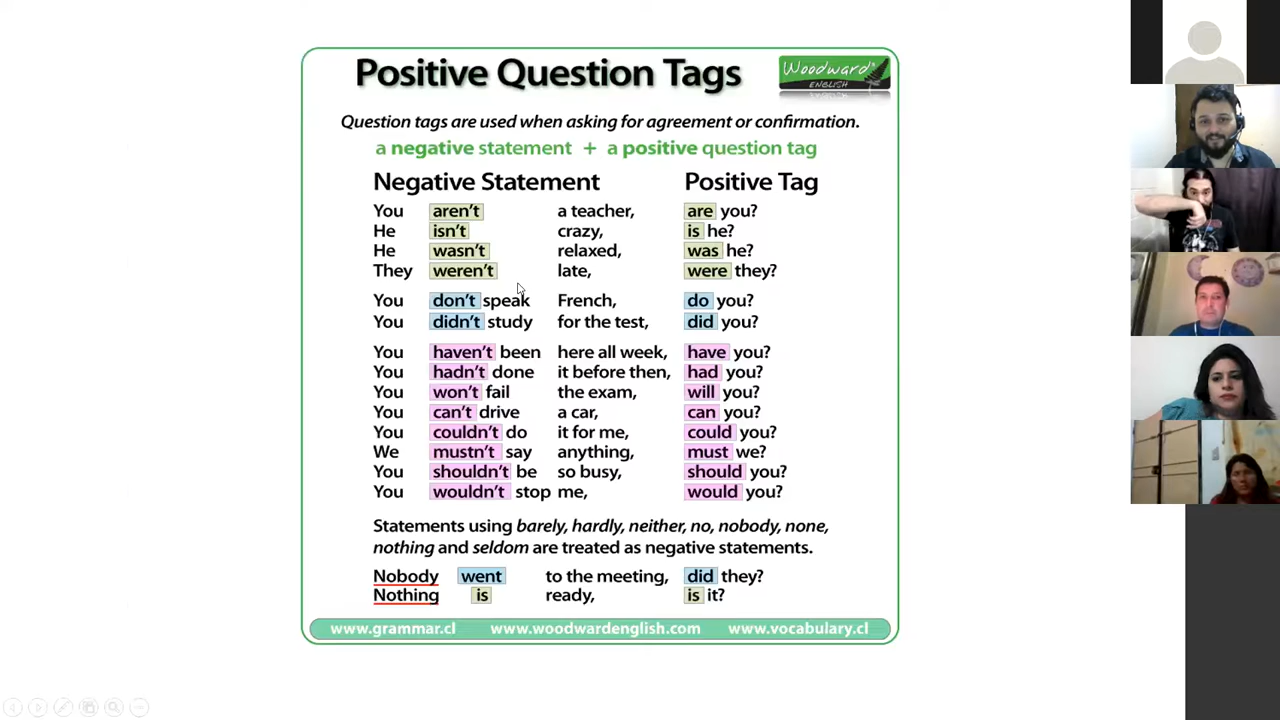 Positive Question Tags
Woodward®
ENGLISH
Question tags are used when asking for agreement or confirmation.
a negative statement + a positive question tag
Negative Statement Positive Tag
You aren't a teacher, are you?
He isn't crazy, is he?
He wasn't relaxed, was he?
They weren't late, were they?
You don't speak French, do you?
You didn't study for the test, did you?
You haven't been here all week, have you?
You hadn't done it before then, had you?
You won't fail the exam, will you?
You can't drive a car, can you?
You couldn't do it for me, could you?
We mustn't say anything, must we?
You shouldn't be so busy, should you?
You wouldn't stop me, would you?
Statements using barely, hardly, neither, no, nobody, none,
nothing and seldom are treated as negative statements.
Nobody went to the meeting, did they?
Nothing is ready, is it?
www.grammar.cl www.woodwardenglish.com www.vocabulary.cl